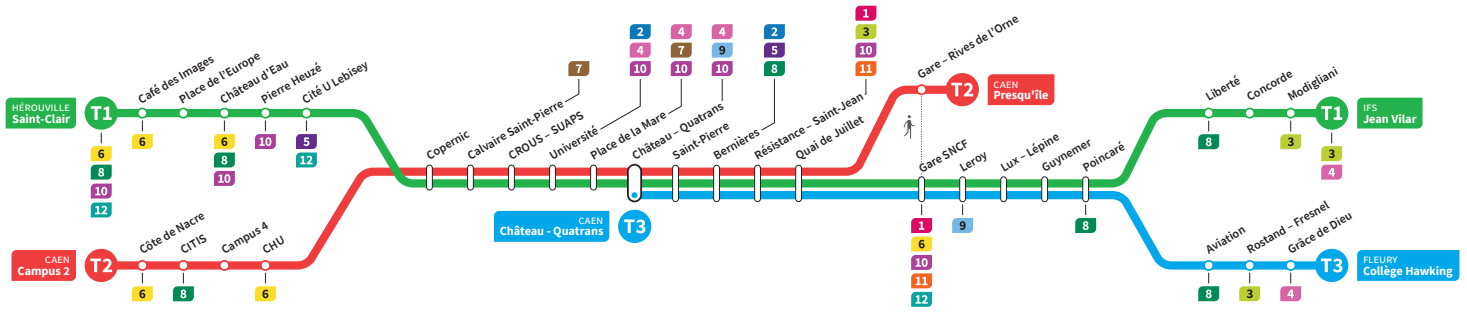 HÉROUVILLE
Saint-Clair
T1
6
8
10
12
Café des Images
6
Place de l'Europe
Château d'Eau
6
8
10
Pierre Heuzé
10
Cité U Lebisey
5
12
CAEN
Campus 2
T2
Côte de Nacre
6
CITIS
8
Campus 4
CHU
6
Copernic
Calvaire Saint-Pierre
7
CROUS – SUAPS
Université
2
4
10
Place de la Mare
4
7
10
Château – Quatrans
4
9
10
CAEN
Château - Quatrans
T3
Saint-Pierre
Bernières
2
5
8
Résistance – Saint-Jean
1
3
10
11
Quai de Juillet
Gare – Rives de l'Orne
T2
CAEN
Presqu'île
Gare SNCF
1
6
10
11
12
Leroy
9
Lux – Lépine
Guynemer
Poincaré
8
Liberté
8
Concorde
Modigliani
3
T1
3
4
IFS
Jean Vilar
Aviation
8
Rostand – Fresnel
3
Grâce de Dieu
4
T3
FLEURY
Collège Hawking